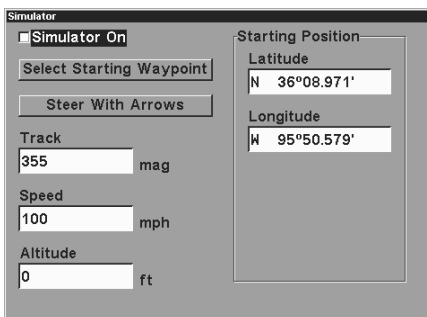 Simulator
Simulator On
Select Starting Waypoint
Steer With Arrows
Track
355 mag
Speed
100 mph
Altitude
0 ft
Starting Position
Latitude
N 36º08.971'
Longitude
W 95º50.579'